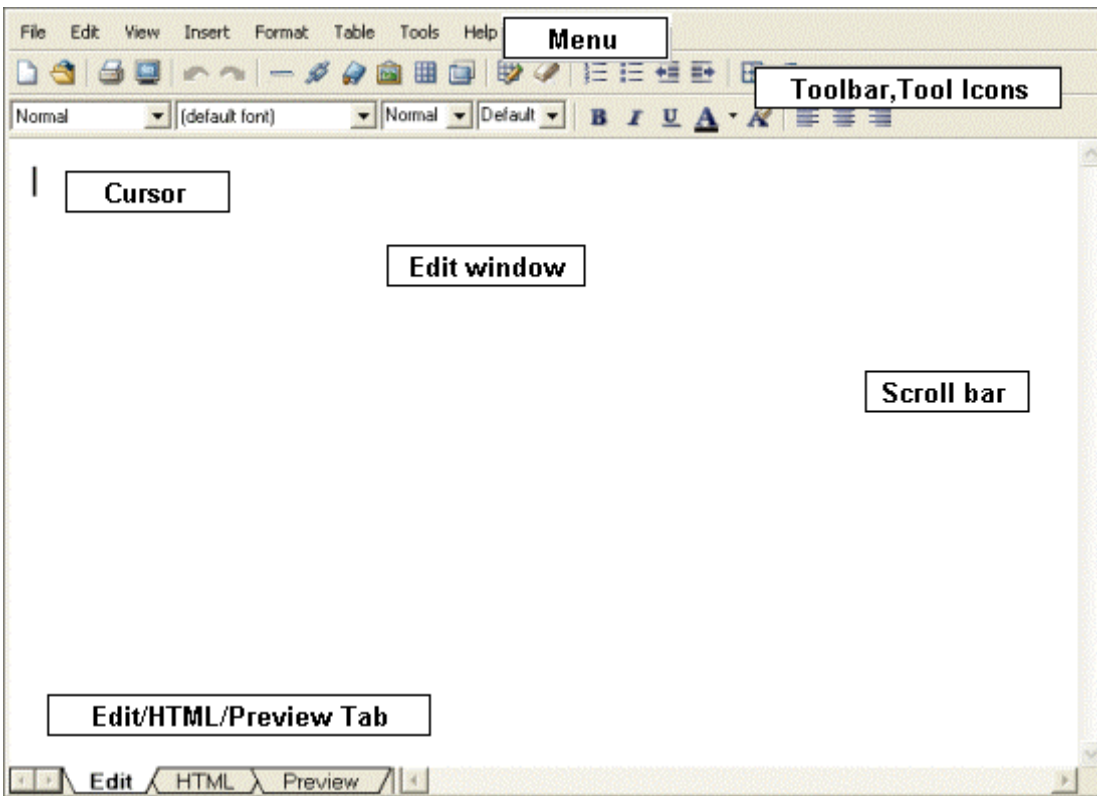 File Edit View Insert Format Table Tools Help
Menu
Toolbar,Tool Icons
Normal (default font) Normal Default B I U A
Cursor
Edit window
Scroll bar
Edit/HTML/Preview Tab
Edit HTML Preview